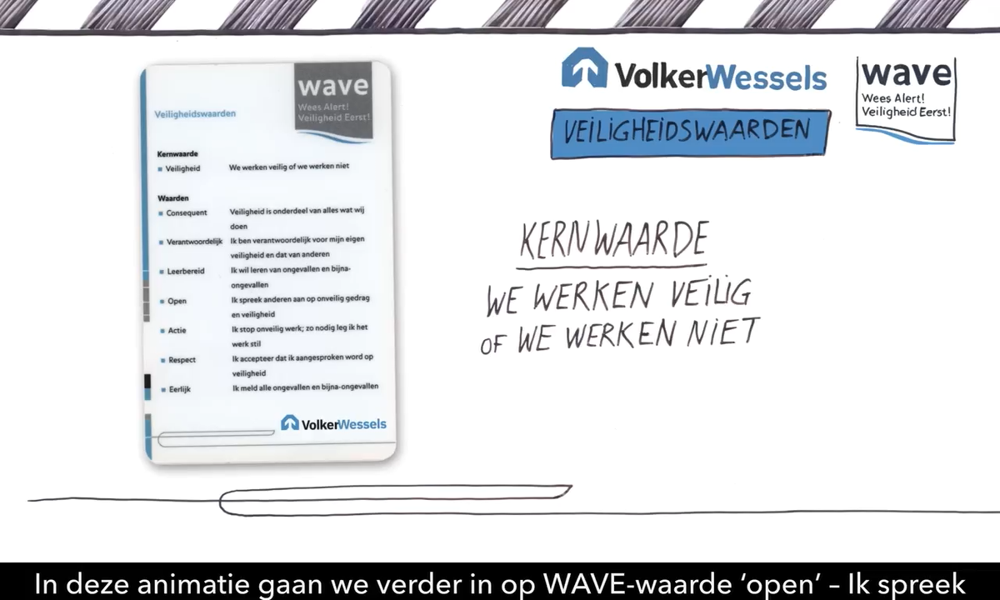 wave
Wees Alert!
Veiligheid Eerst!
Veiligheidswaarden
Kernwaarde
Veiligheid We werken veilig of we werken niet
Waarden
Consequent Veiligheid is onderdeel van alles wat wij
doen
Verantwoordelijk Ik ben verantwoordelijk voor mijn eigen
veiligheid en dat van anderen
Leerbereid Ik wil leren van ongevallen en bijna-
ongevallen
Open Ik spreek anderen aan op onveilig gedrag
en veiligheid
Actie Ik stop onveilig werk; zo nodig leg ik het
werk stil
Respect Ik accepteer dat ik aangesproken word op
veiligheid
Eerlijk Ik meld alle ongevallen en bijna-ongevallen
VolkerWessels
VolkerWessels
VEILIGHEIDSWAARDEN
wave
Wees Alert!
Veiligheid Eerst!
KERNWAARDE
WE WERKEN VEILIG
OF WE WERKEN NIET
In deze animatie gaan we verder in op WAVE-waarde ‘open’ – Ik spreek